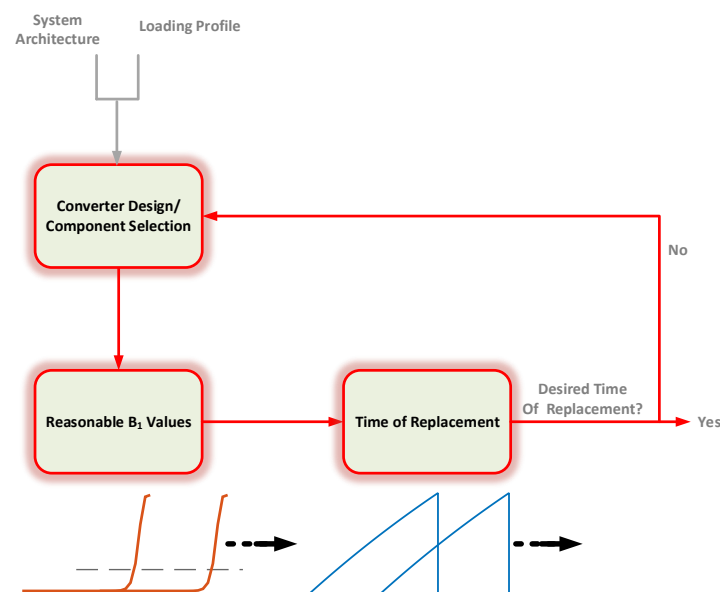 System
Architecture
Loading Profile
Converter Design/
Component Selection
No
Reasonable B₁ Values
Time of Replacement
Desired Time
Of Replacement?
Yes